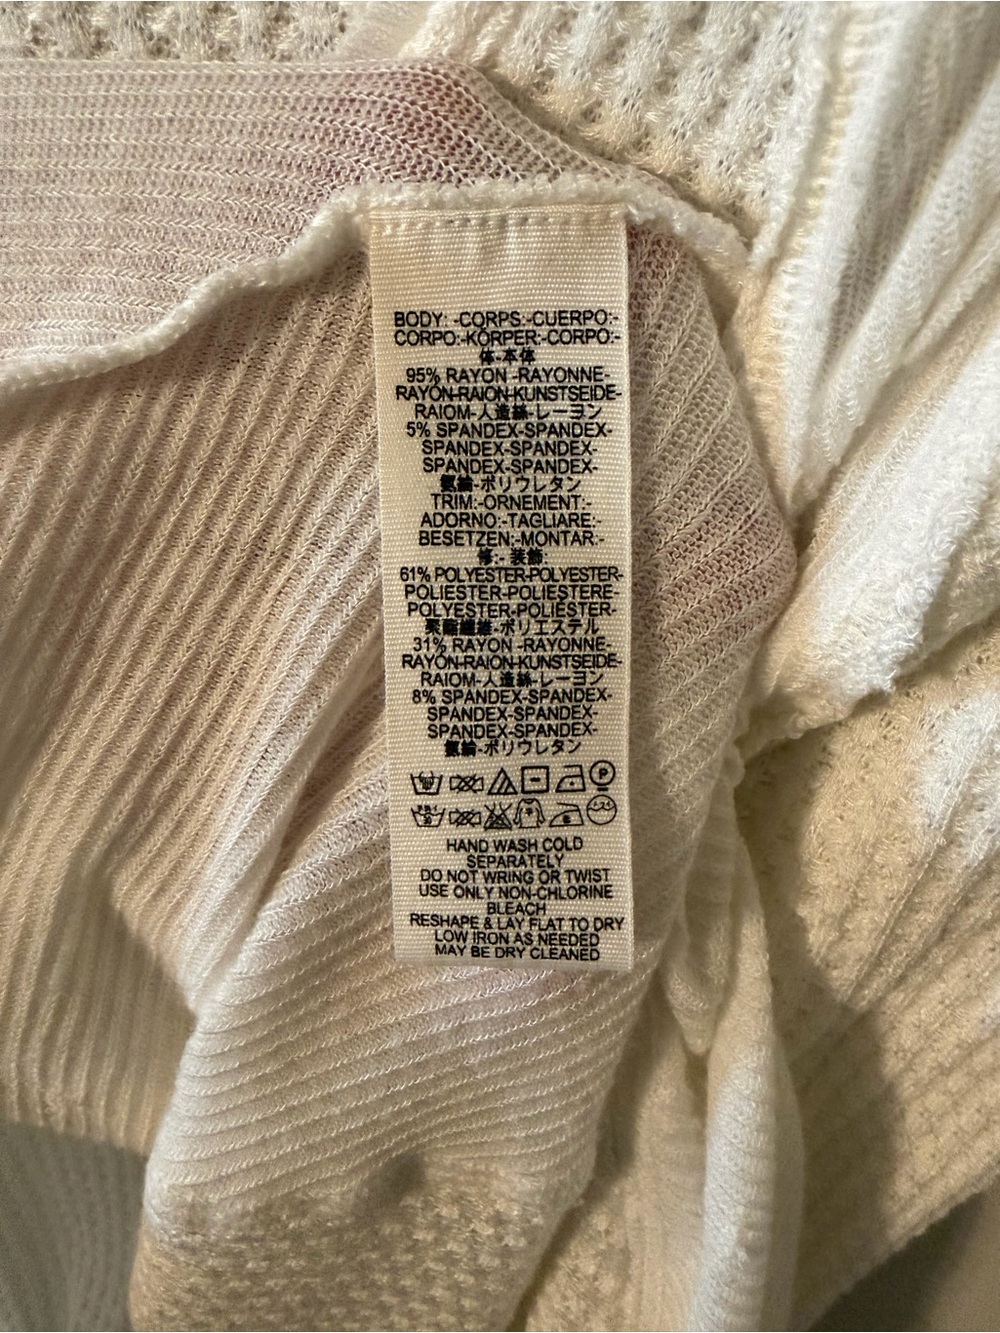 BODY: -CORPS:-CUERPO:-
CORPO:-KÖRPER:-CORPO:-
体-本体
95% RAYON -RAYONNE-
RAYÓN-RAION-KUNSTSEIDE-
RAIOM-人造絲-レーヨン
5% SPANDEX-SPANDEX-
SPANDEX-SPANDEX-
SPANDEX-SPANDEX-
氨綸-ポリウレタン
TRIM:-ORNEMENT:-
ADORNO:-TAGLIARE:-
BESETZEN:-MONTAR:-
修:- 装飾:
61% POLYESTER-POLYESTER-
POLIESTER-POLIESTERE-
POLYESTER-POLIÉSTER-
聚酯纖維-ポリエステル
31% RAYON -RAYONNE-
RAYÓN-RAION-KUNSTSEIDE-
RAIOM-人造絲-レーヨン
8% SPANDEX-SPANDEX-
SPANDEX-SPANDEX-
SPANDEX-SPANDEX-
氨綸-ポリウレタン
P
HAND WASH COLD
SEPARATELY
DO NOT WRING OR TWIST
USE ONLY NON-CHLORINE
BLEACH
RESHAPE & LAY FLAT TO DRY
LOW IRON AS NEEDED
MAY BE DRY CLEANED